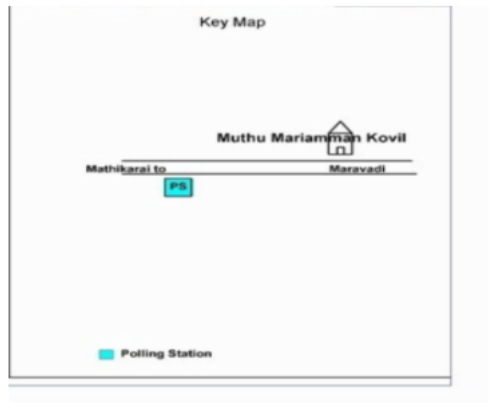 Key Map
Muthu Mariamman Kovil
Mathikarai to Maravadi
PS
Polling Station